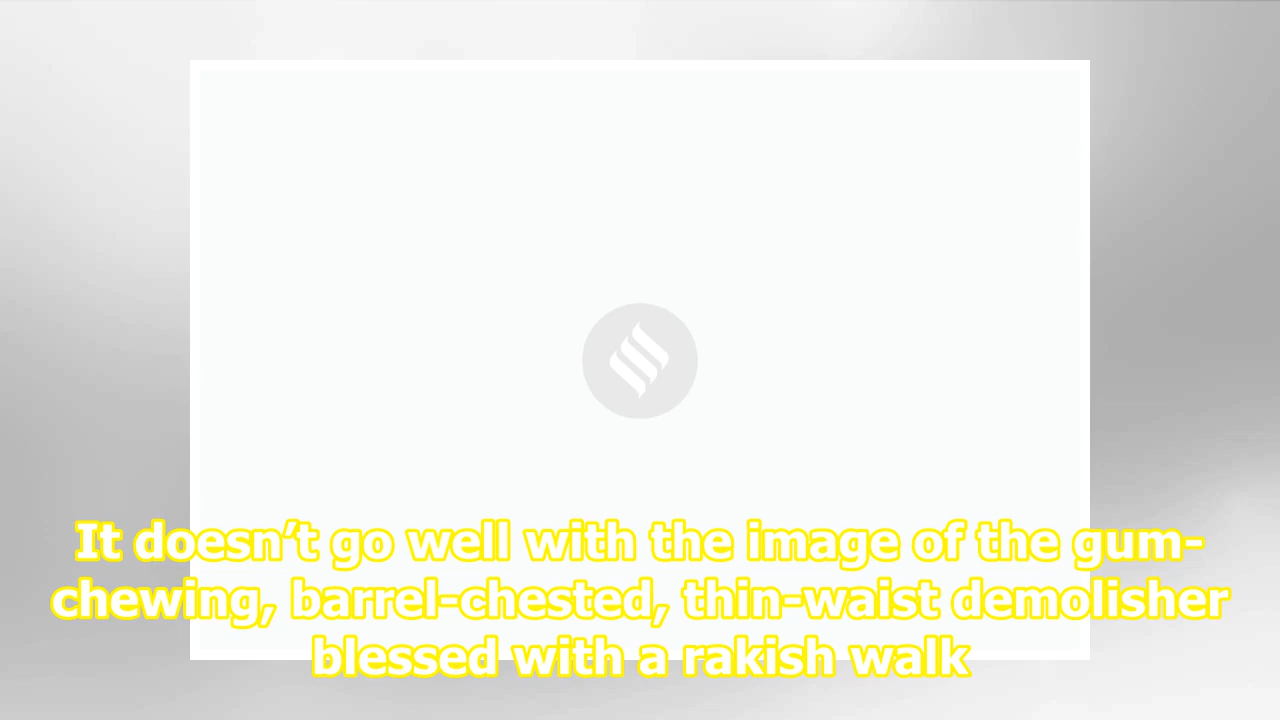 It doesn’t go well with the image of the gum-
chewing, barrel-chested, thin-waist demolisher
blessed with a rakish walk